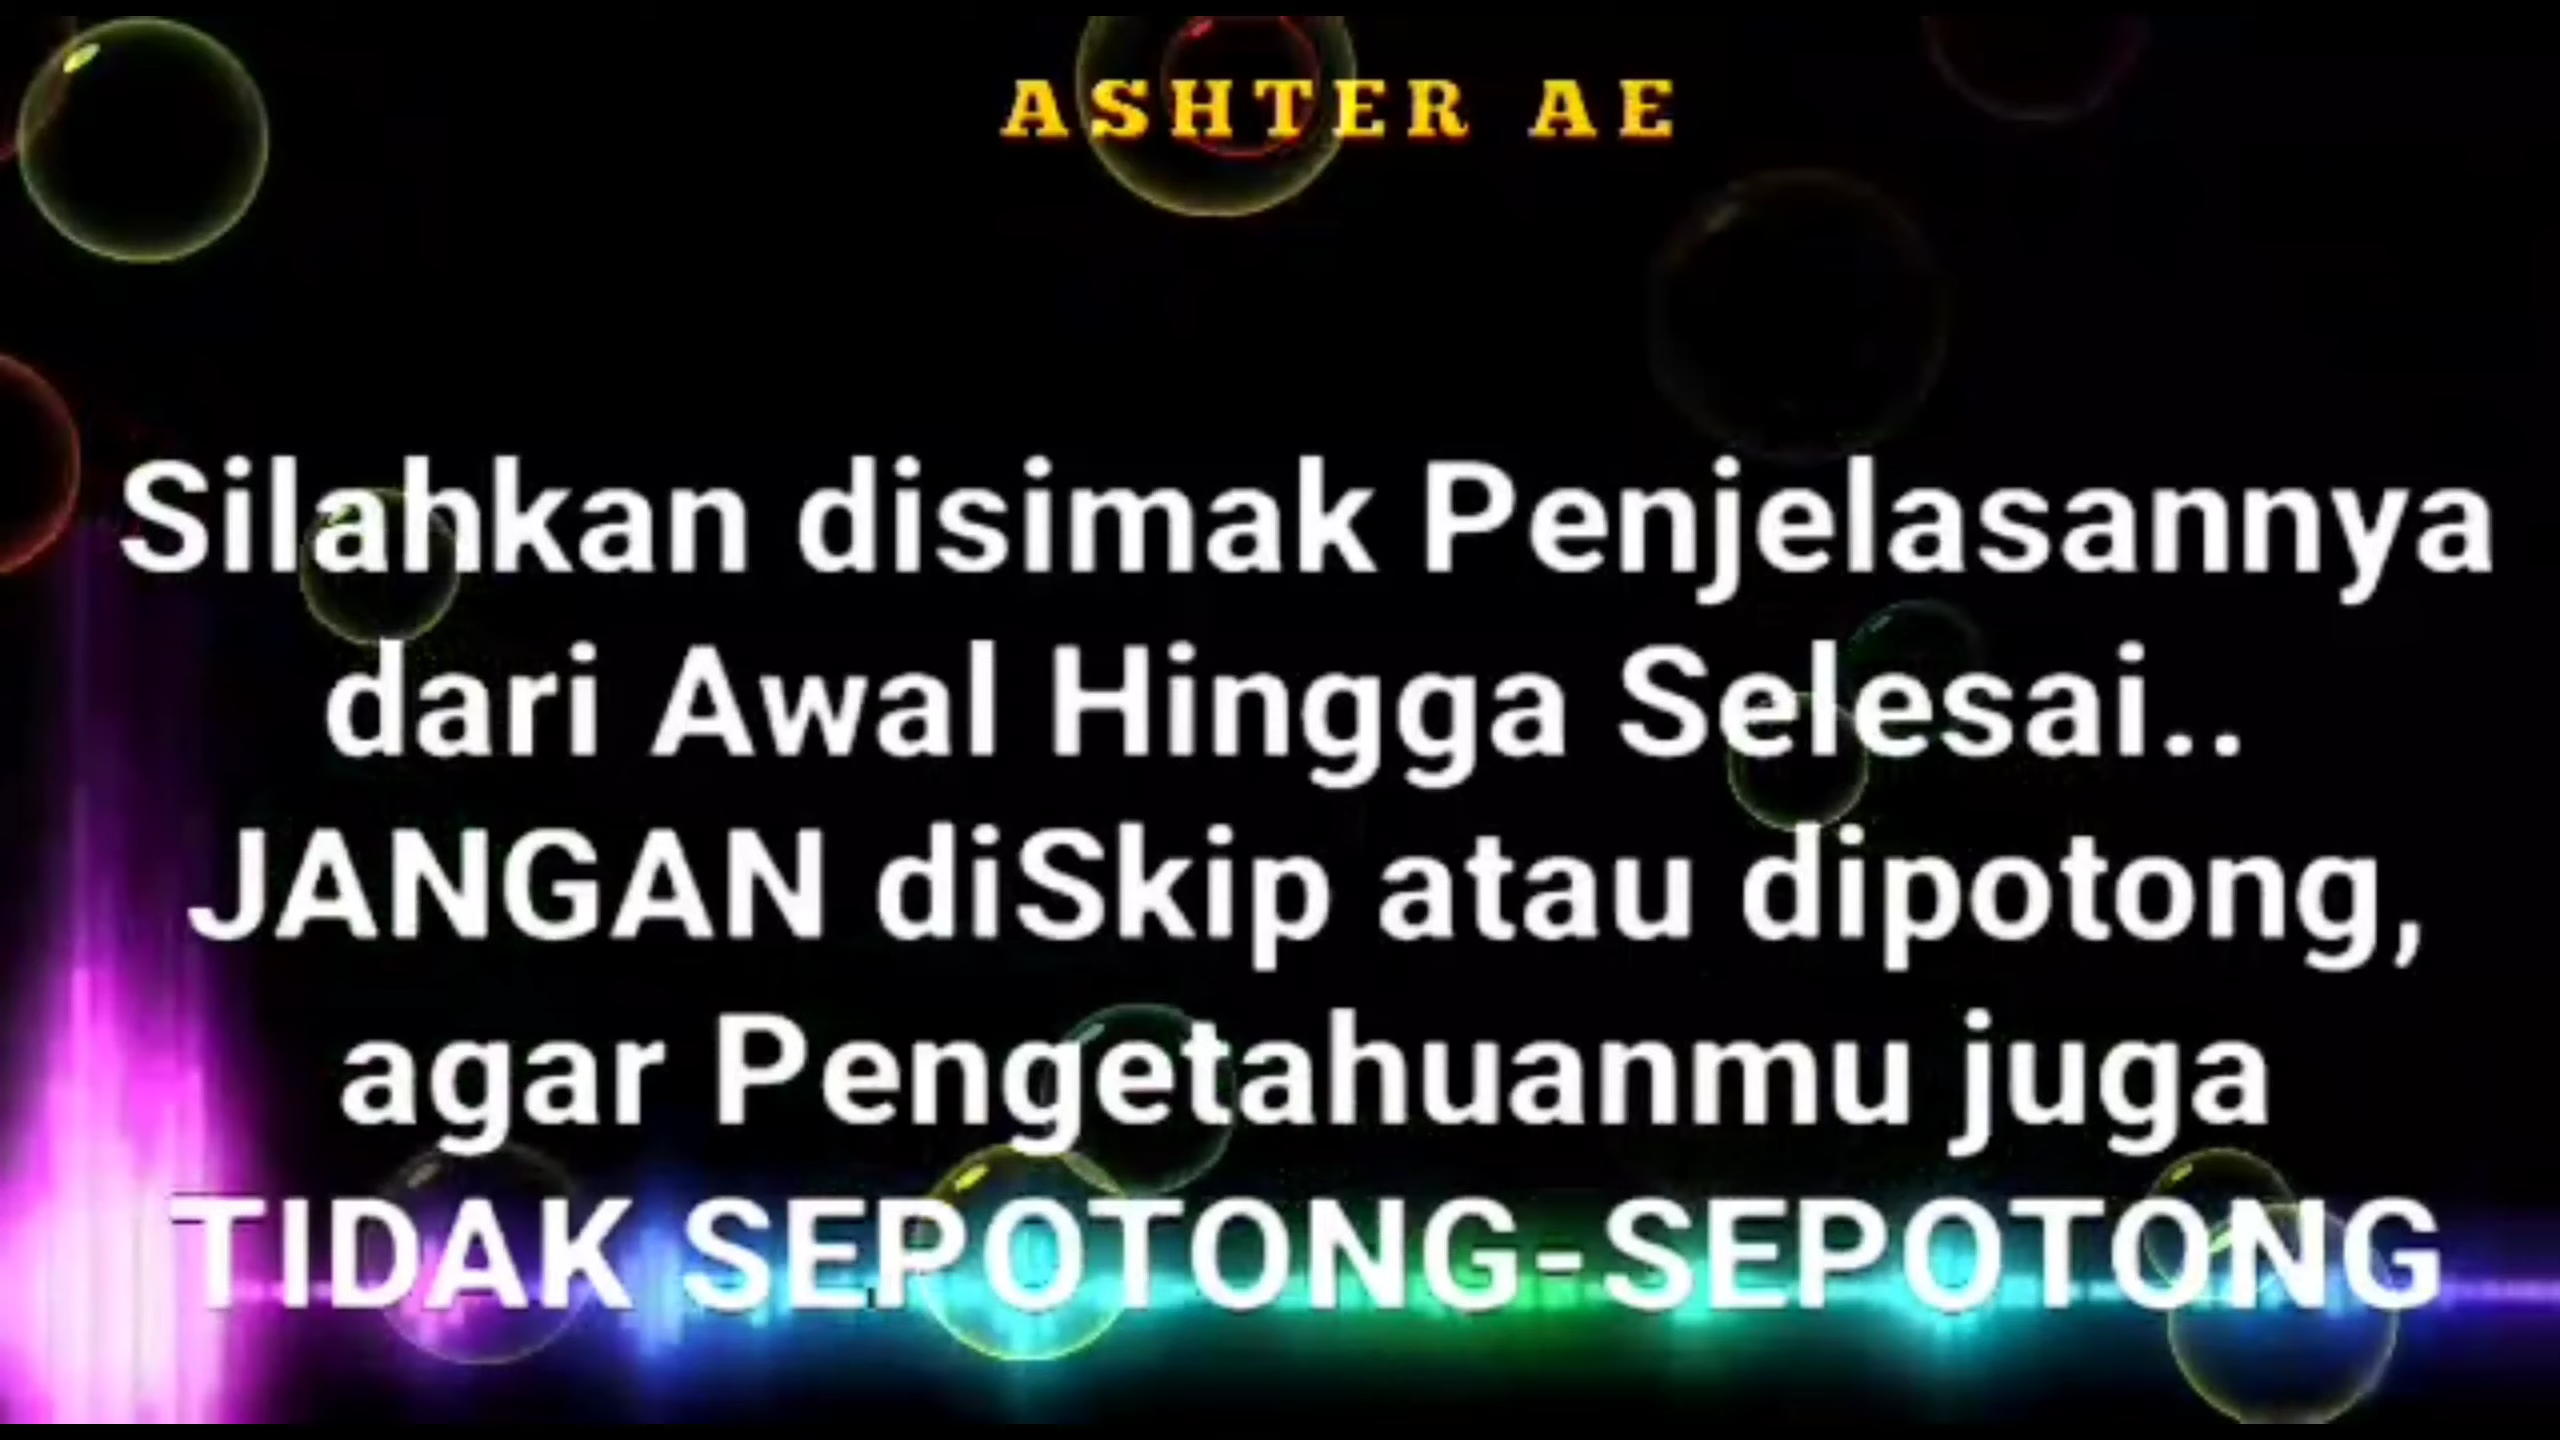 ASHTER AE
Silahkan disimak Penjelasannya
dari Awal Hingga Selesai..
JANGAN diSkip atau dipotong,
agar Pengetahuanmu juga
TIDAK SEPOTONG-SEPOTONG